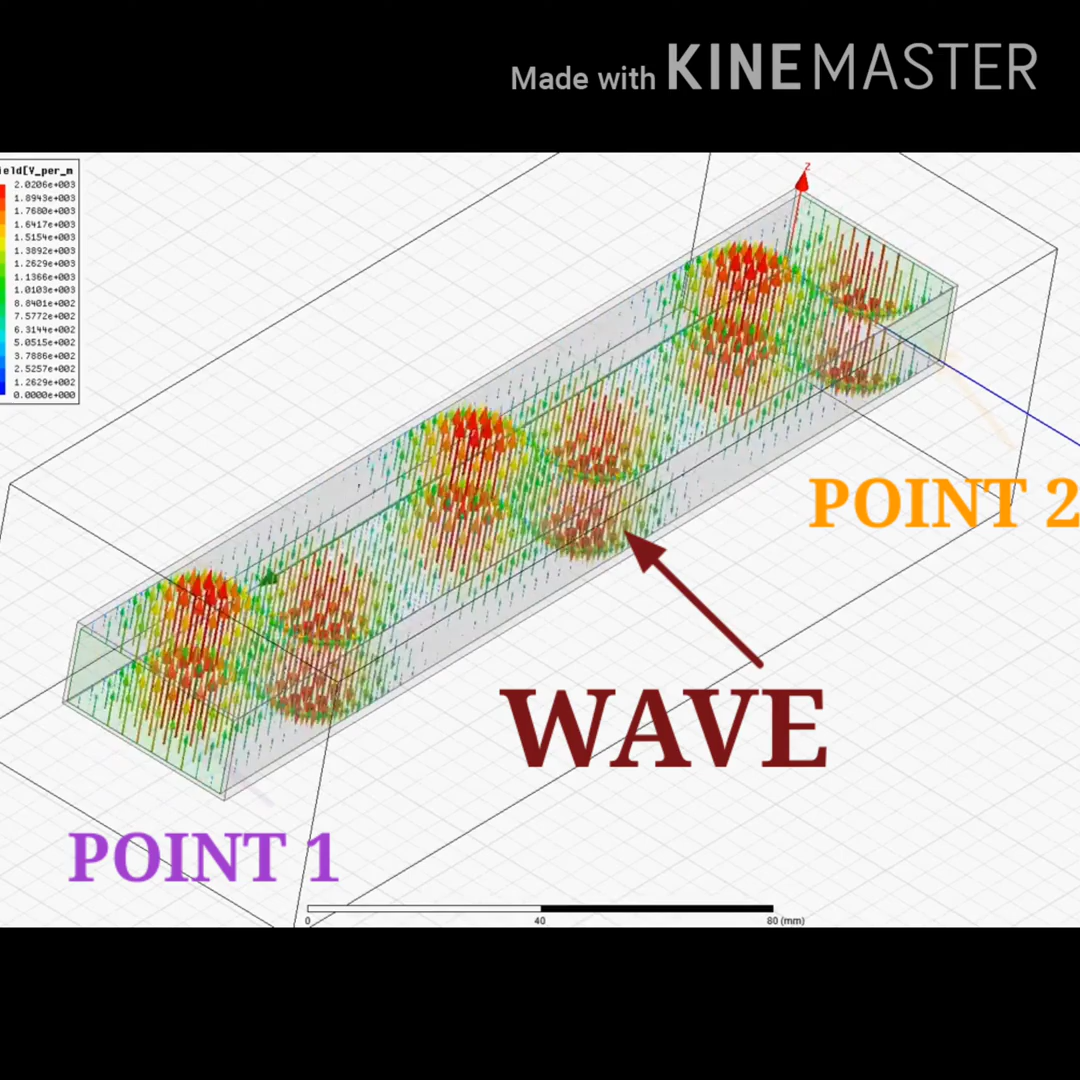 Made with KINEMASTER
ield[V_per_m
2.0206e+003
1.8943e+003
1.7680e+003
1.6417e+003
1.5154e+003
1.3892e+003
1.2629e+003
1.1366e+003
1.0103e+003
8.8401e+002
7.5772e+002
6.3144e+002
5.0515e+002
3.7886e+002
2.5257e+002
1.2629e+002
0.0000e+000
Z
POINT 2
WAVE
POINT 1
0 40 80 (mm)